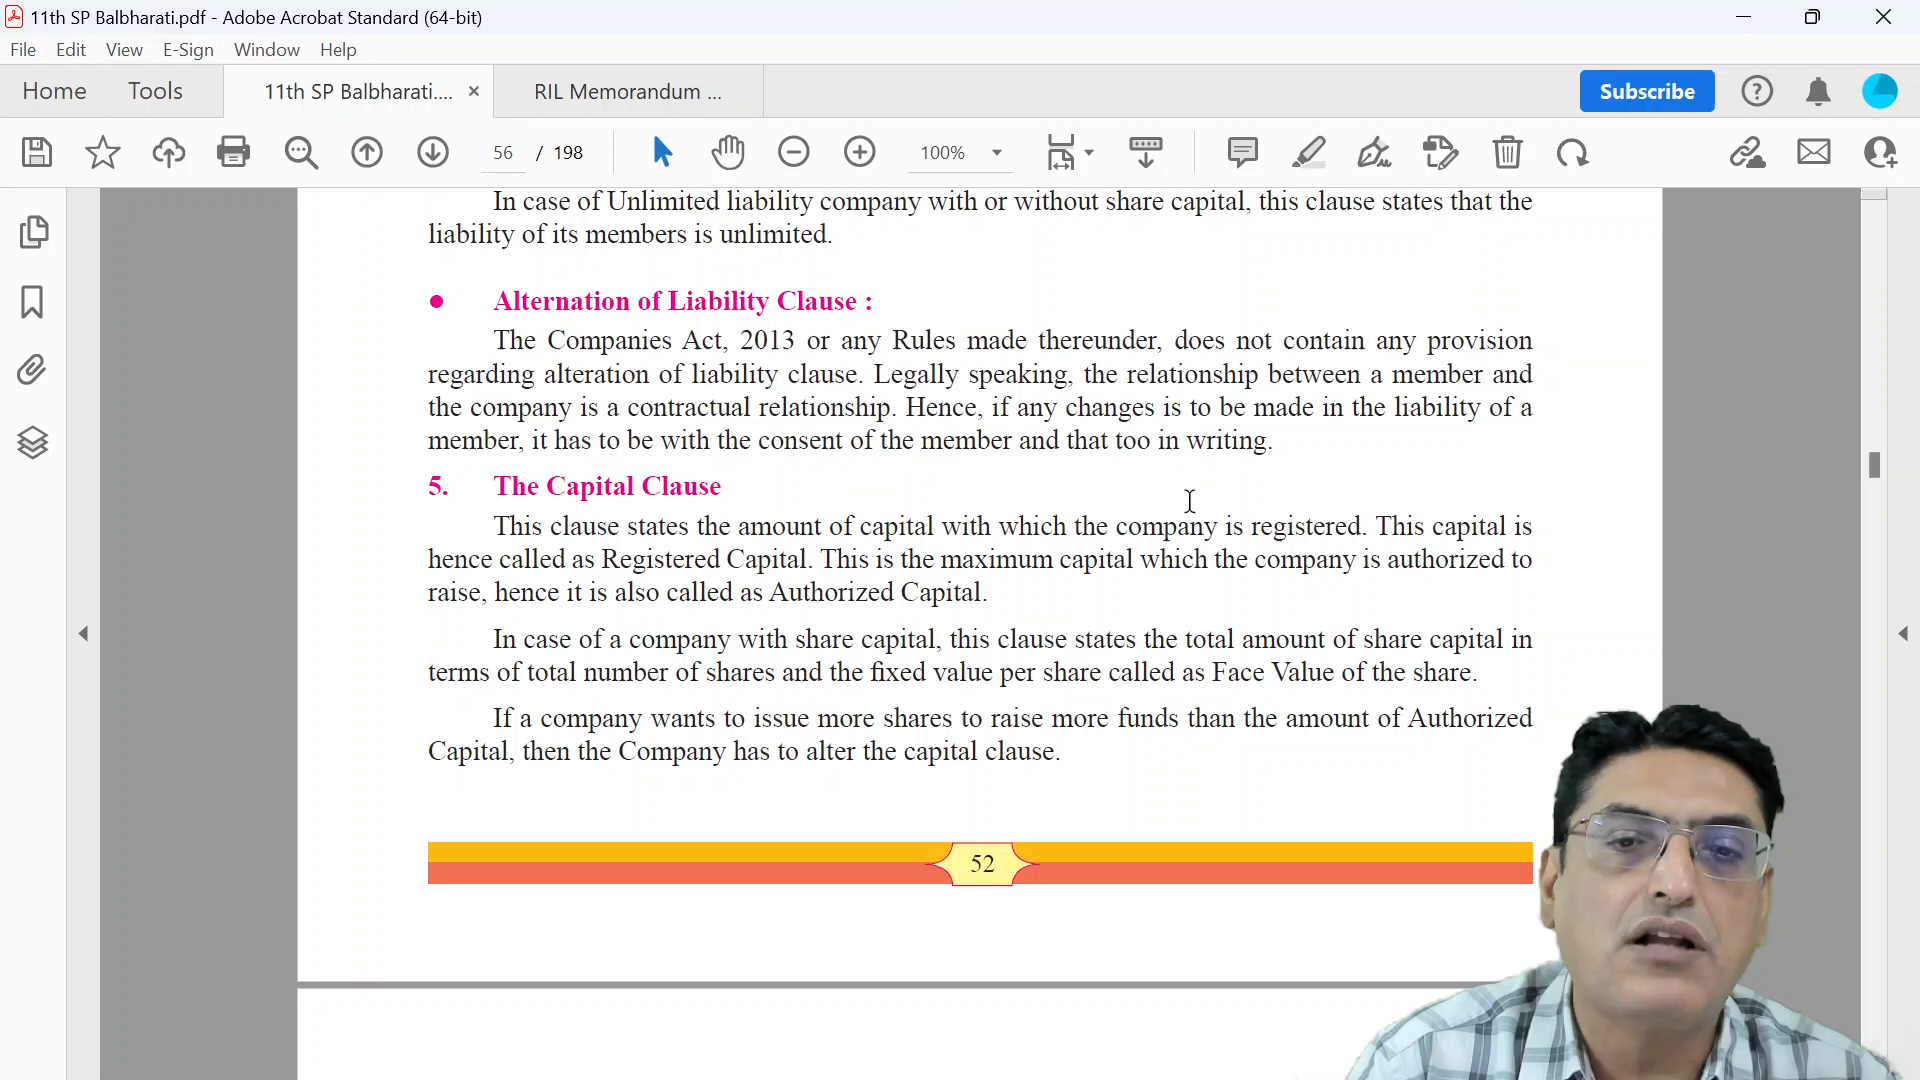 11th SP Balbharati.pdf - Adobe Acrobat Standard (64-bit)
File Edit View E-Sign Window Help
Home Tools 11th SP Balbharati.... × RIL Memorandum ... Subscribe
56 / 198 100%
In case of Unlimited liability company with or without share capital, this clause states that the
liability of its members is unlimited.
• Alternation of Liability Clause :
The Companies Act, 2013 or any Rules made thereunder, does not contain any provision
regarding alteration of liability clause. Legally speaking, the relationship between a member and
the company is a contractual relationship. Hence, if any changes is to be made in the liability of a
member, it has to be with the consent of the member and that too in writing.
5. The Capital Clause
This clause states the amount of capital with which the company is registered. This capital is
hence called as Registered Capital. This is the maximum capital which the company is authorized to
raise, hence it is also called as Authorized Capital.
In case of a company with share capital, this clause states the total amount of share capital in
terms of total number of shares and the fixed value per share called as Face Value of the share.
If a company wants to issue more shares to raise more funds than the amount of Authorized
Capital, then the Company has to alter the capital clause.
52